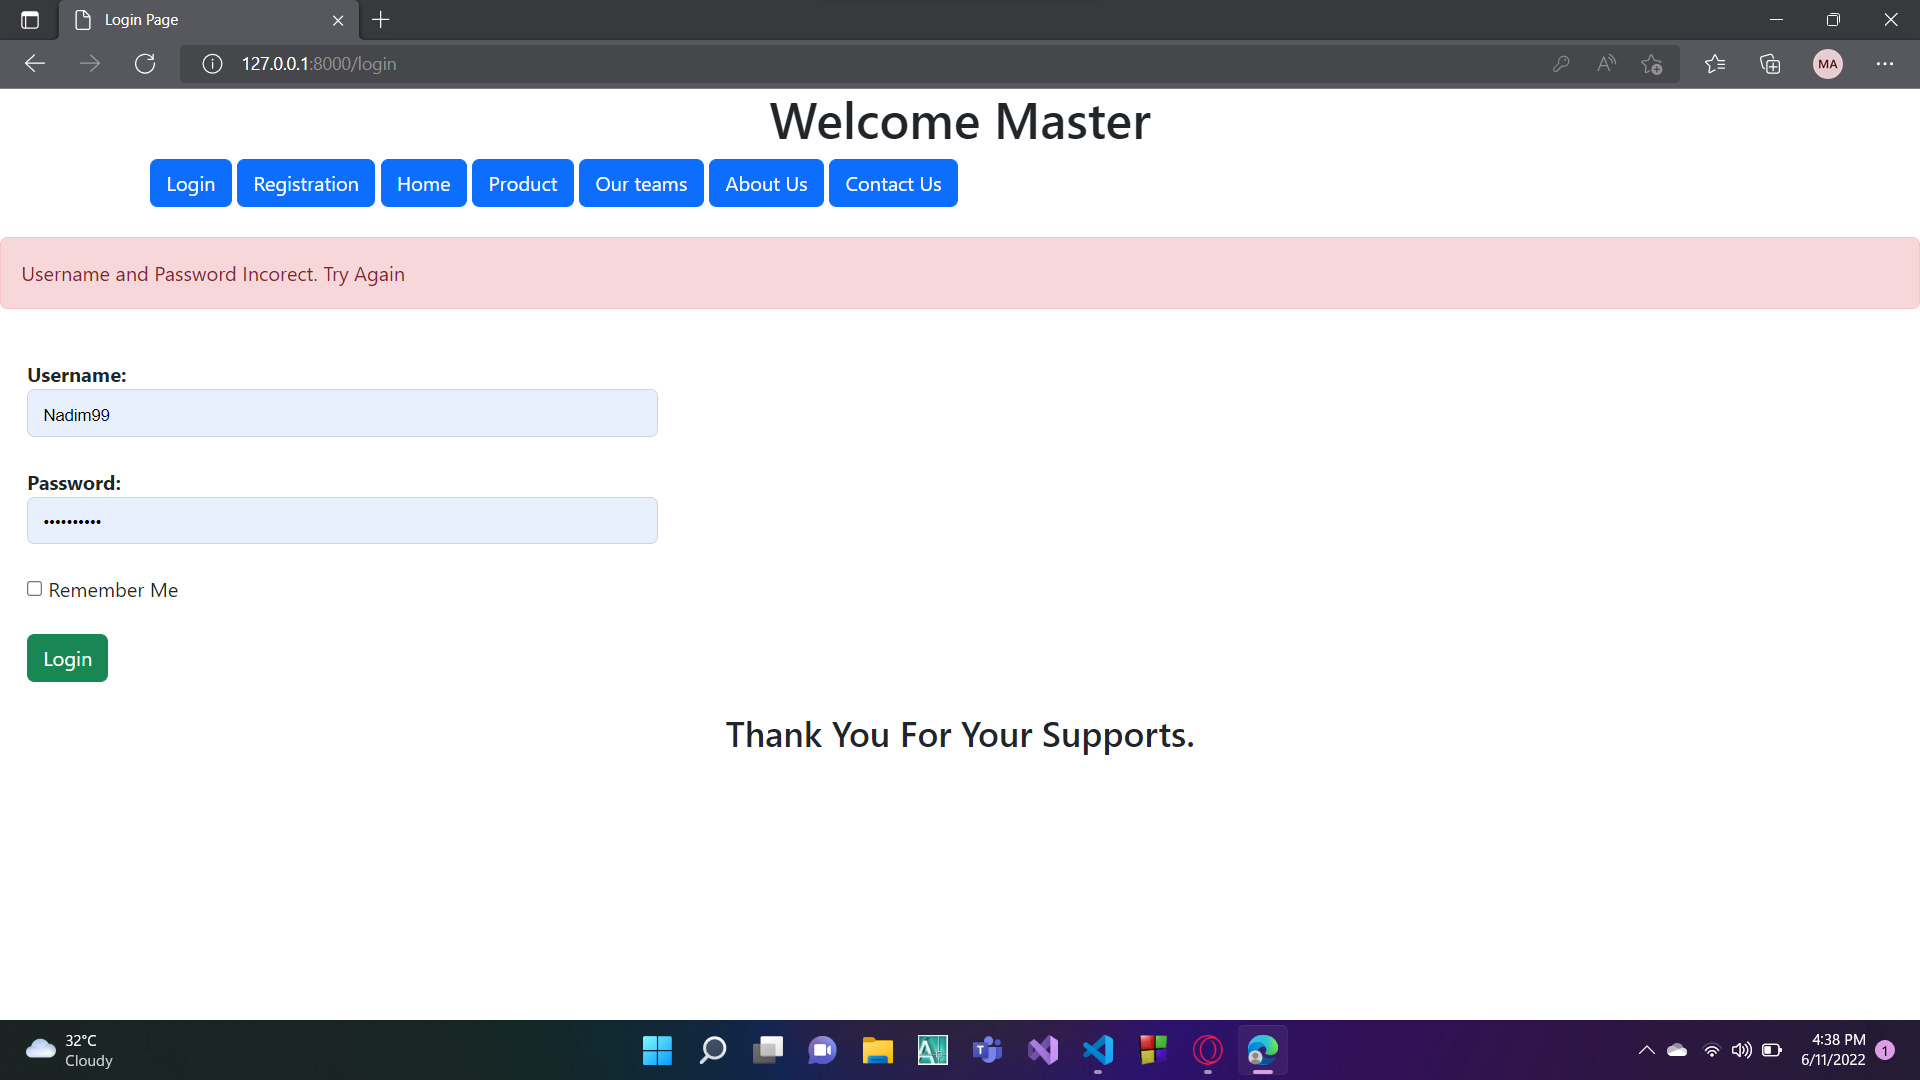 Login Page
127.0.0.1:8000/login
MA
Welcome Master
Login Registration Home Product Our teams About Us Contact Us
Username and Password Incorect. Try Again
Username:
Nadim99
Password:
Remember Me
Login
Thank You For Your Supports.
32°C
Cloudy
4:38 PM
6/11/2022
1